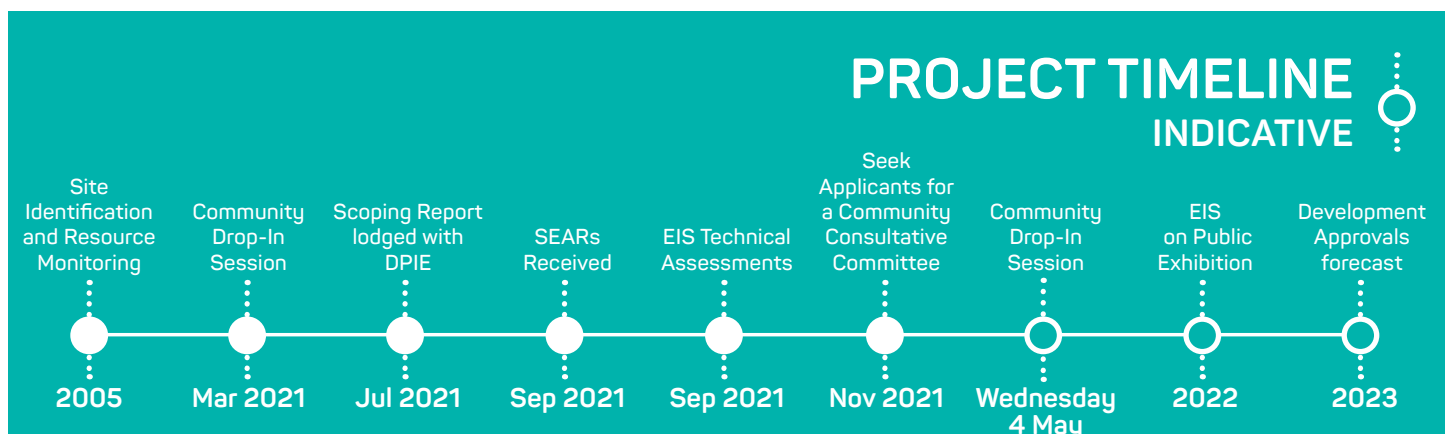 PROJECT TIMELINE
INDICATIVE
Site
Identification
and Resource
Monitoring
2005
Community
Drop-In
Session
Mar 2021
Scoping Report
lodged with
DPIE
Jul 2021
SEARs
Received
Sep 2021
EIS Technical
Assessments
Sep 2021
Seek
Applicants for
a Community
Consultative
Committee
Nov 2021
Community
Drop-In
Session
Wednesday
4 May
EIS
on Public
Exhibition
2022
Development
Approvals
forecast
2023